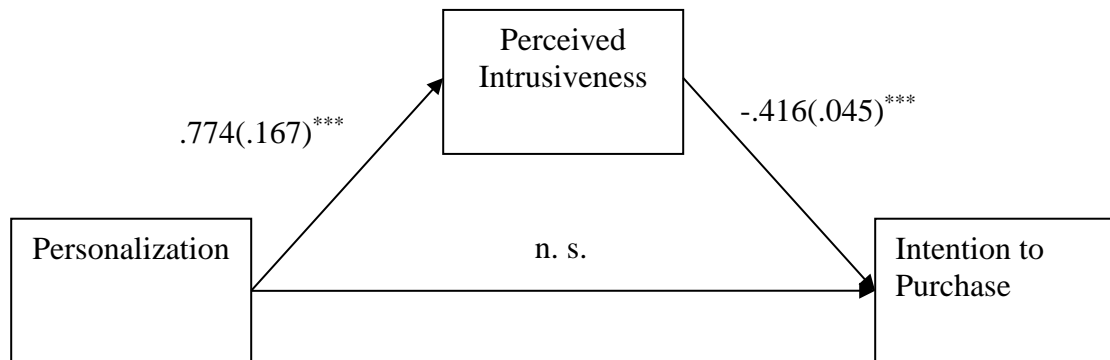 Perceived
Intrusiveness
.774(.167)***
-.416(.045)***
Personalization
n. s.
Intention to
Purchase